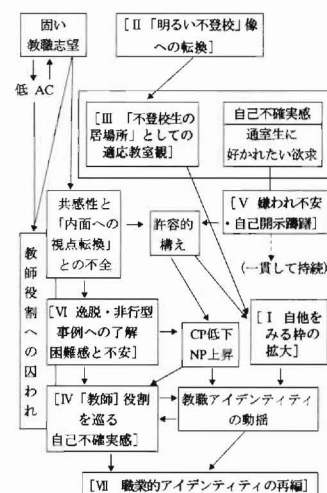 固い
教職志望
[Ⅱ「明るい不登校」像
への転換]
低 AC
[Ⅲ 「不登校生の
居場所」としての
適応教室観]
自己不確実感
通室生に
好かれたい欲求
共感性と
「内面への
視点転換」
との不全
許容的
構え
[Ⅴ 嫌われ不安
・自己開示躊躇]
(一貫して持続)
教師役割への囚われ
[Ⅵ 逸脱・非行型
事例への了解
困難感と不安]
CP低下
NP上昇
[Ⅰ 自他を
みる枠の
拡大]
[Ⅳ「教師」役割
を巡る
自己不確実感]
教職アイデンティティ
の動揺
[Ⅶ 職業的アイデンティティの再編]